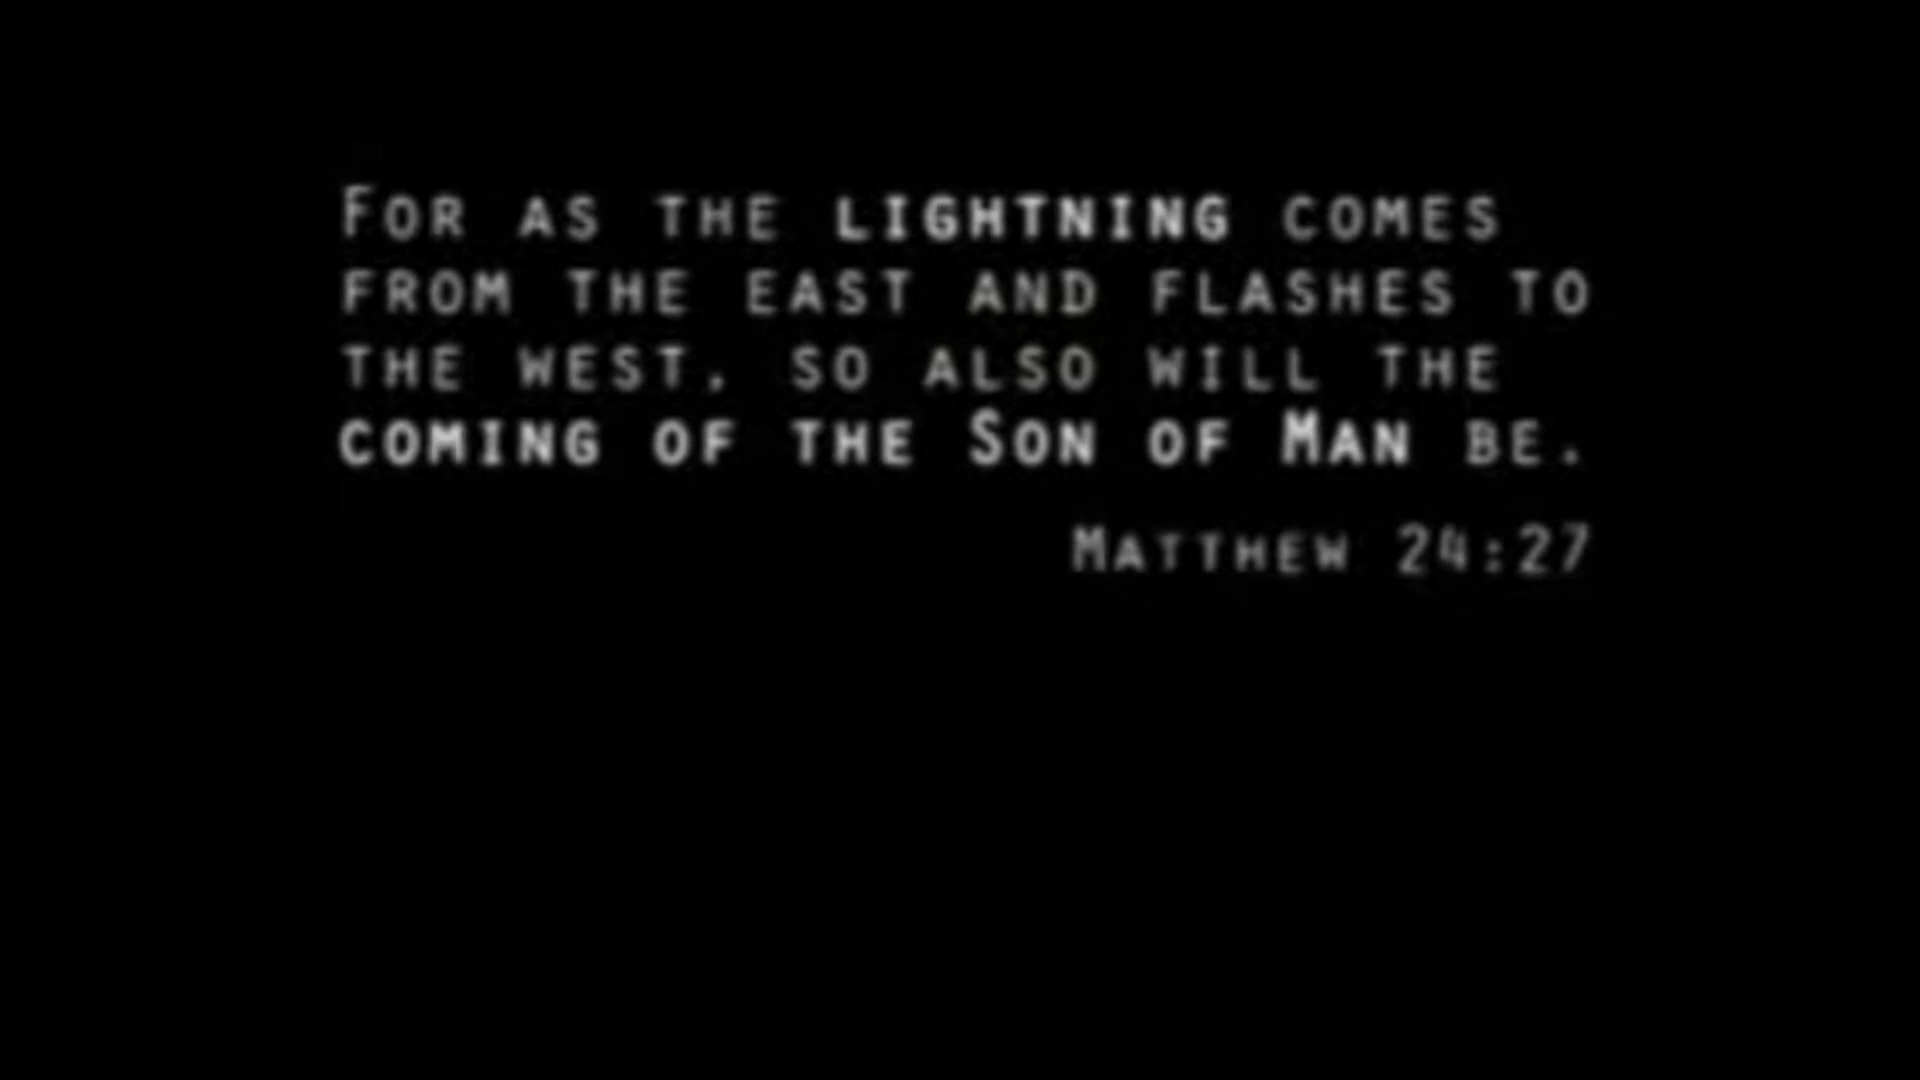 For as the lightning comes
from the east and flashes to
the west, so also will the
coming of the Son of Man be.
Matthew 24:27